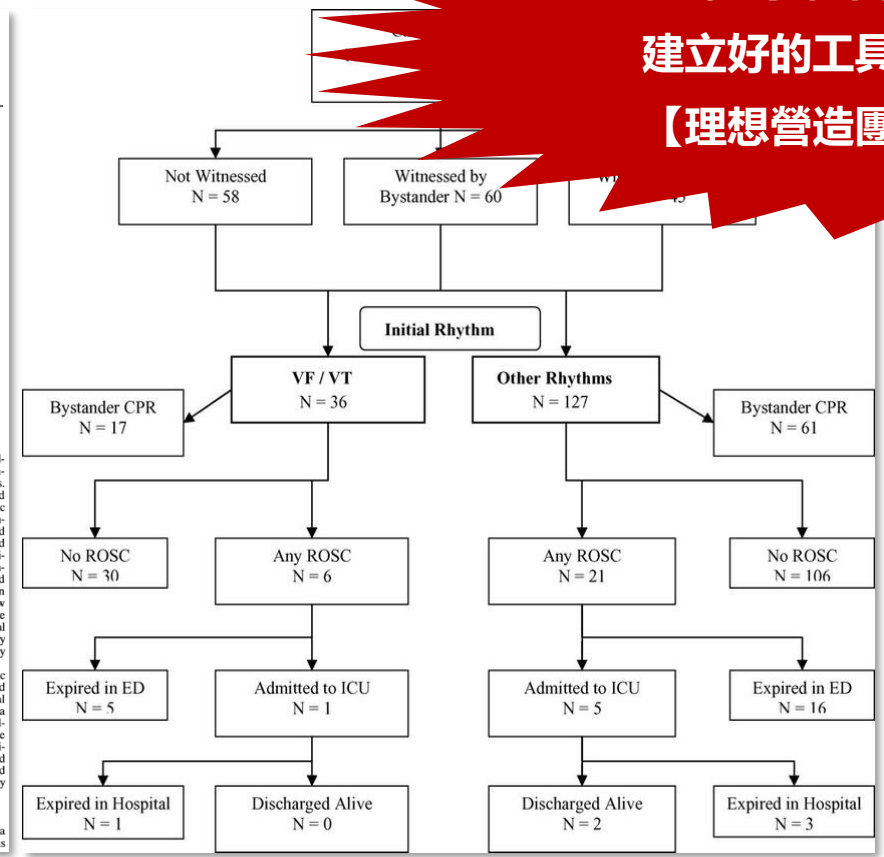 建立好的工具
【理想營造團
Not Witnessed
N = 58
Witnessed by
Bystander N = 60
Initial Rhythm
VF / VT
N = 36
Other Rhythms
N = 127
Bystander CPR
N = 17
Bystander CPR
N = 61
No ROSC
N = 30
Any ROSC
N = 6
Any ROSC
N = 21
No ROSC
N = 106
Expired in ED
N = 5
Admitted to ICU
N = 1
Admitted to ICU
N = 5
Expired in ED
N = 16
Expired in Hospital
N = 1
Discharged Alive
N = 0
Discharged Alive
N = 2
Expired in Hospital
N = 3